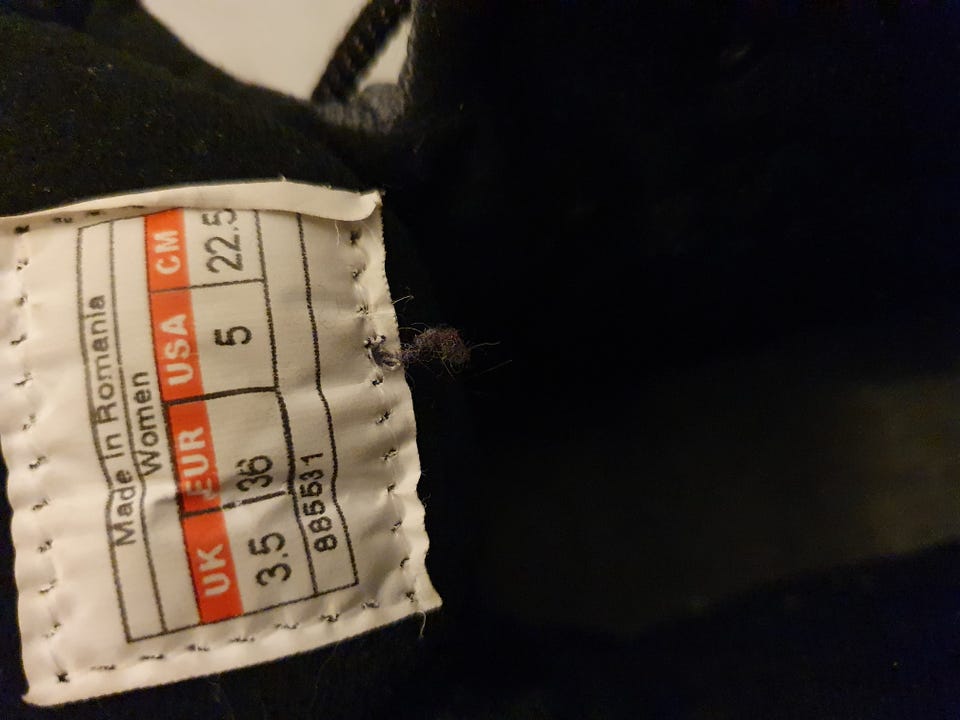 Made in Romania
Women
UK EUR USA CM
3.5 36 5 22.5
885531